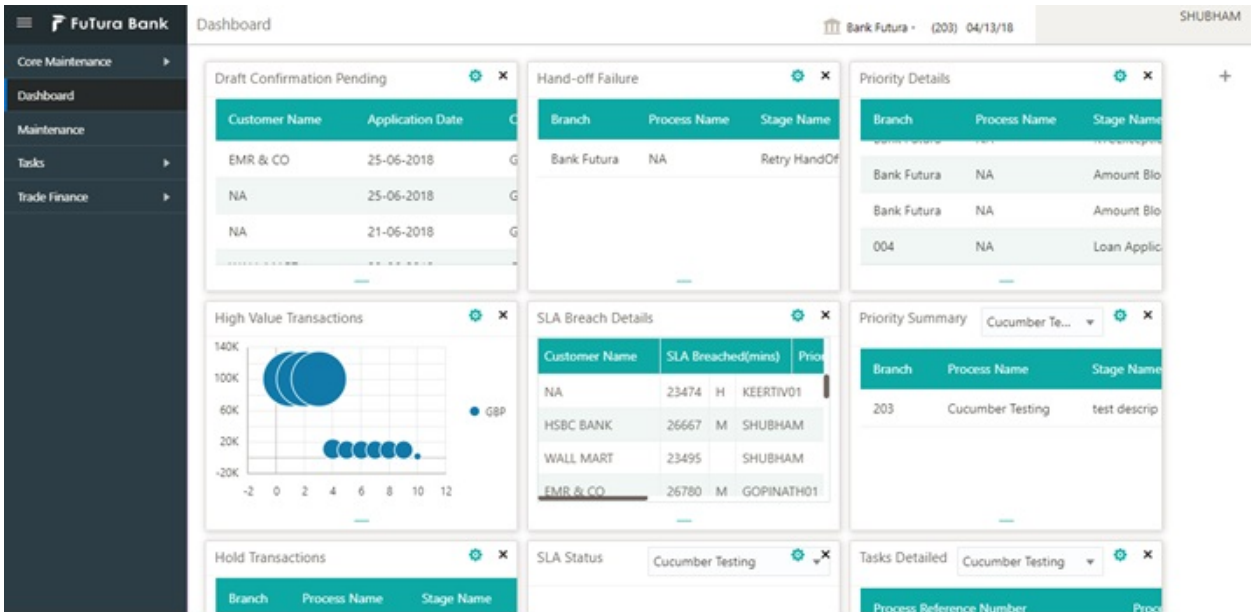 FuTura Bank
Dashboard
Bank Futura - (203) 04/13/18
SHUBHAM
Core Maintenance
Dashboard
Maintenance
Tasks
Trade Finance
Draft Confirmation Pending
Customer Name Application Date C
EMR & CO 25-06-2018 G
NA 25-06-2018 G
NA 21-06-2018 G
Hand-off Failure
Branch Process Name Stage Name
Bank Futura NA Retry HandOf
Priority Details
Branch Process Name Stage Name
Bank Futura NA Amount Blo
Bank Futura NA Amount Blo
004 NA Loan Applic
High Value Transactions
140K
100K
60K
20K
-20K
-2 0 2 4 6 8 10 12
GBP
SLA Breach Details
Customer Name SLA Breached(mins) Prior
NA 23474 H KEERTIV01
HSBC BANK 26667 M SHUBHAM
WALL MART 23495 SHUBHAM
EMR & CO 26780 M GOPINATH01
Priority Summary Cucumber Te...
Branch Process Name Stage Name
203 Cucumber Testing test descrip
Hold Transactions
Branch Process Name Stage Name
SLA Status Cucumber Testing
Tasks Detailed Cucumber Testing
Process Reference Number Proce